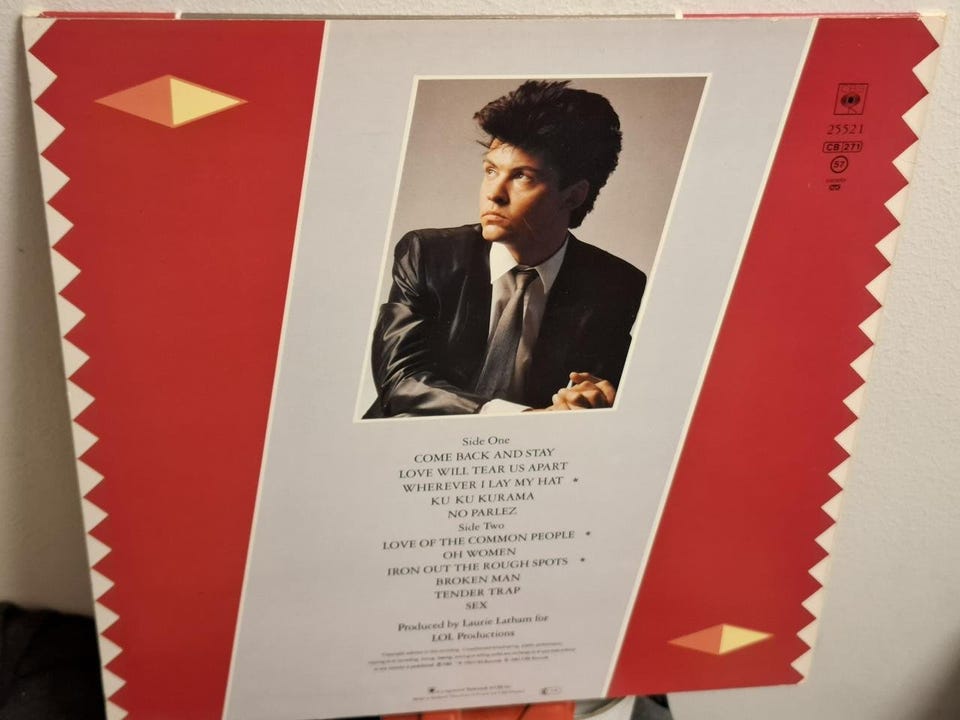 CBS
25521
CB 271
57
Side One
COME BACK AND STAY
LOVE WILL TEAR US APART
WHEREVER I LAY MY HAT *
KU KU KURAMA
NO PARLEZ
Side Two
LOVE OF THE COMMON PEOPLE *
OH WOMEN
IRON OUT THE ROUGH SPOTS *
BROKEN MAN
TENDER TRAP
SEX
Produced by Laurie Latham for
LOL Productions